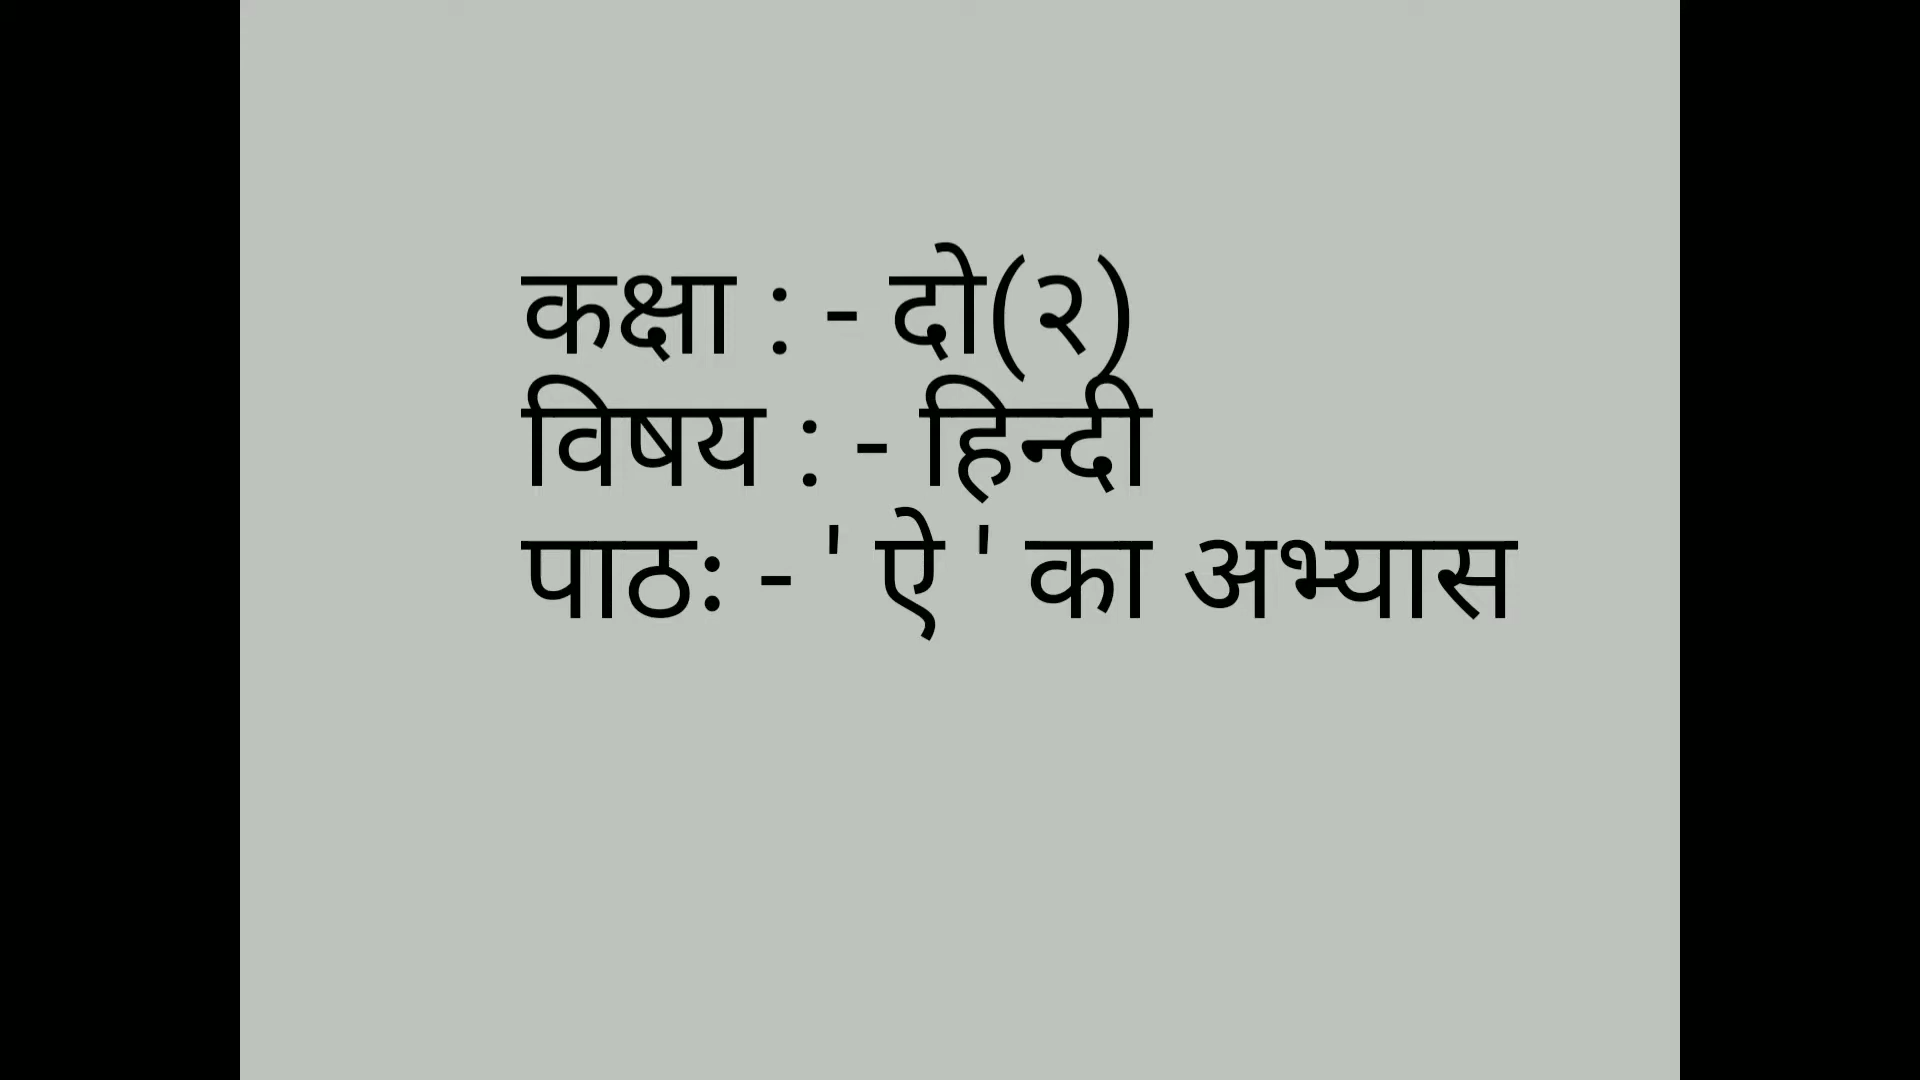 कक्षा : - दो(२)
विषय : - हिन्दी
पाठः - ' ऐ ' का अभ्यास